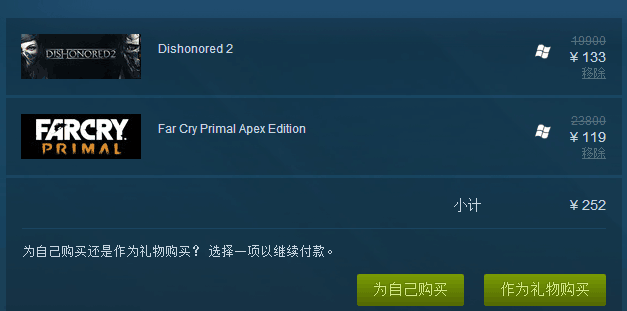 DISHONORED 2
Dishonored 2
19900
¥ 133
移除
FARCRY
PRIMAL
Far Cry Primal Apex Edition
23800
¥ 119
移除
小计
¥ 252
为自己购买还是作为礼物购买? 选择一项以继续付款。
为自己购买
作为礼物购买